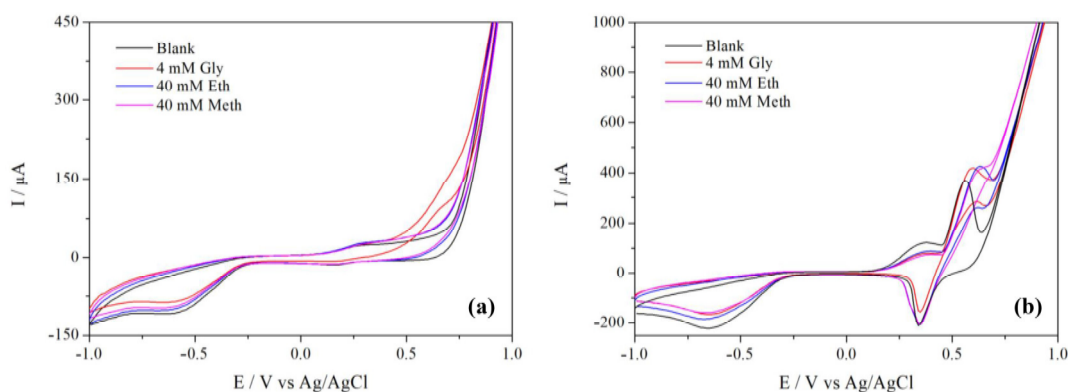 450
300
150
0
-150
I / µA
Blank
4 mM Gly
40 mM Eth
40 mM Meth
(a)
-1.0
-0.5
0.0
0.5
1.0
E / V vs Ag/AgCl
1000
800
600
400
200
0
-200
I / µA
Blank
4 mM Gly
40 mM Eth
40 mM Meth
(b)
-1.0
-0.5
0.0
0.5
1.0
E / V vs Ag/AgCl